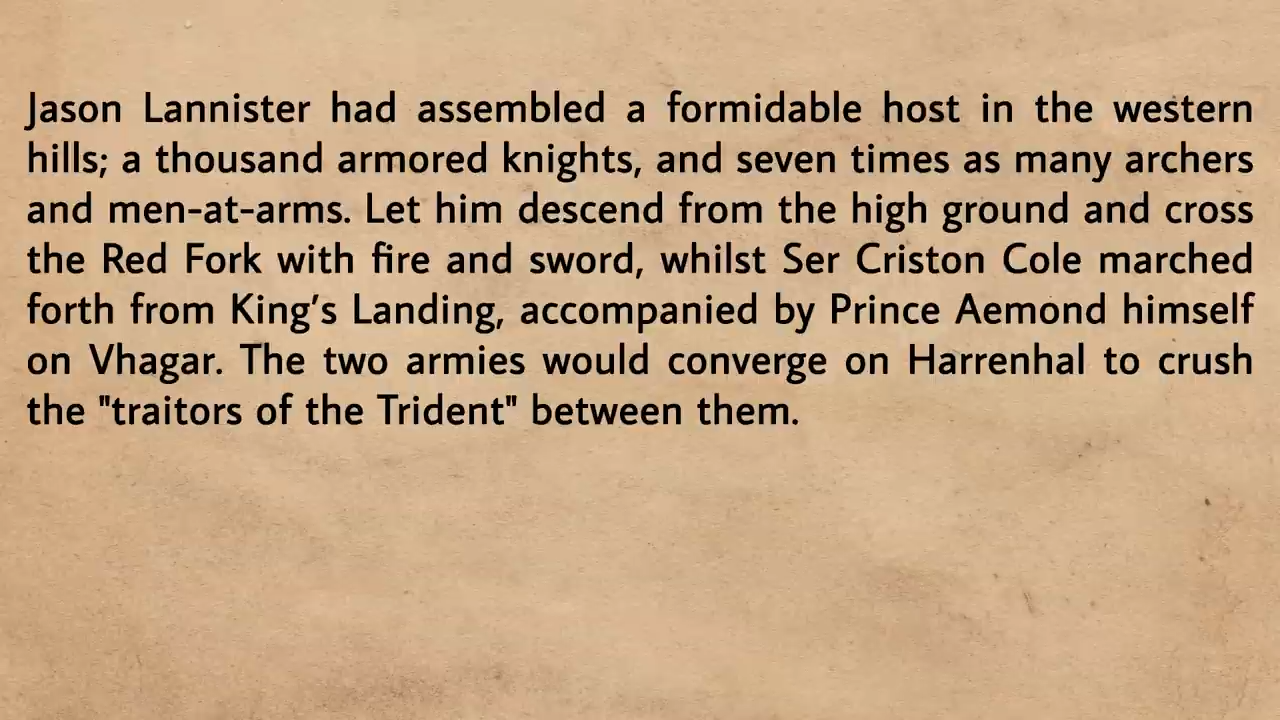 Jason Lannister had assembled a formidable host in the western
hills; a thousand armored knights, and seven times as many archers
and men-at-arms. Let him descend from the high ground and cross
the Red Fork with fire and sword, whilst Ser Criston Cole marched
forth from King’s Landing, accompanied by Prince Aemond himself
on Vhagar. The two armies would converge on Harrenhal to crush
the "traitors of the Trident" between them.